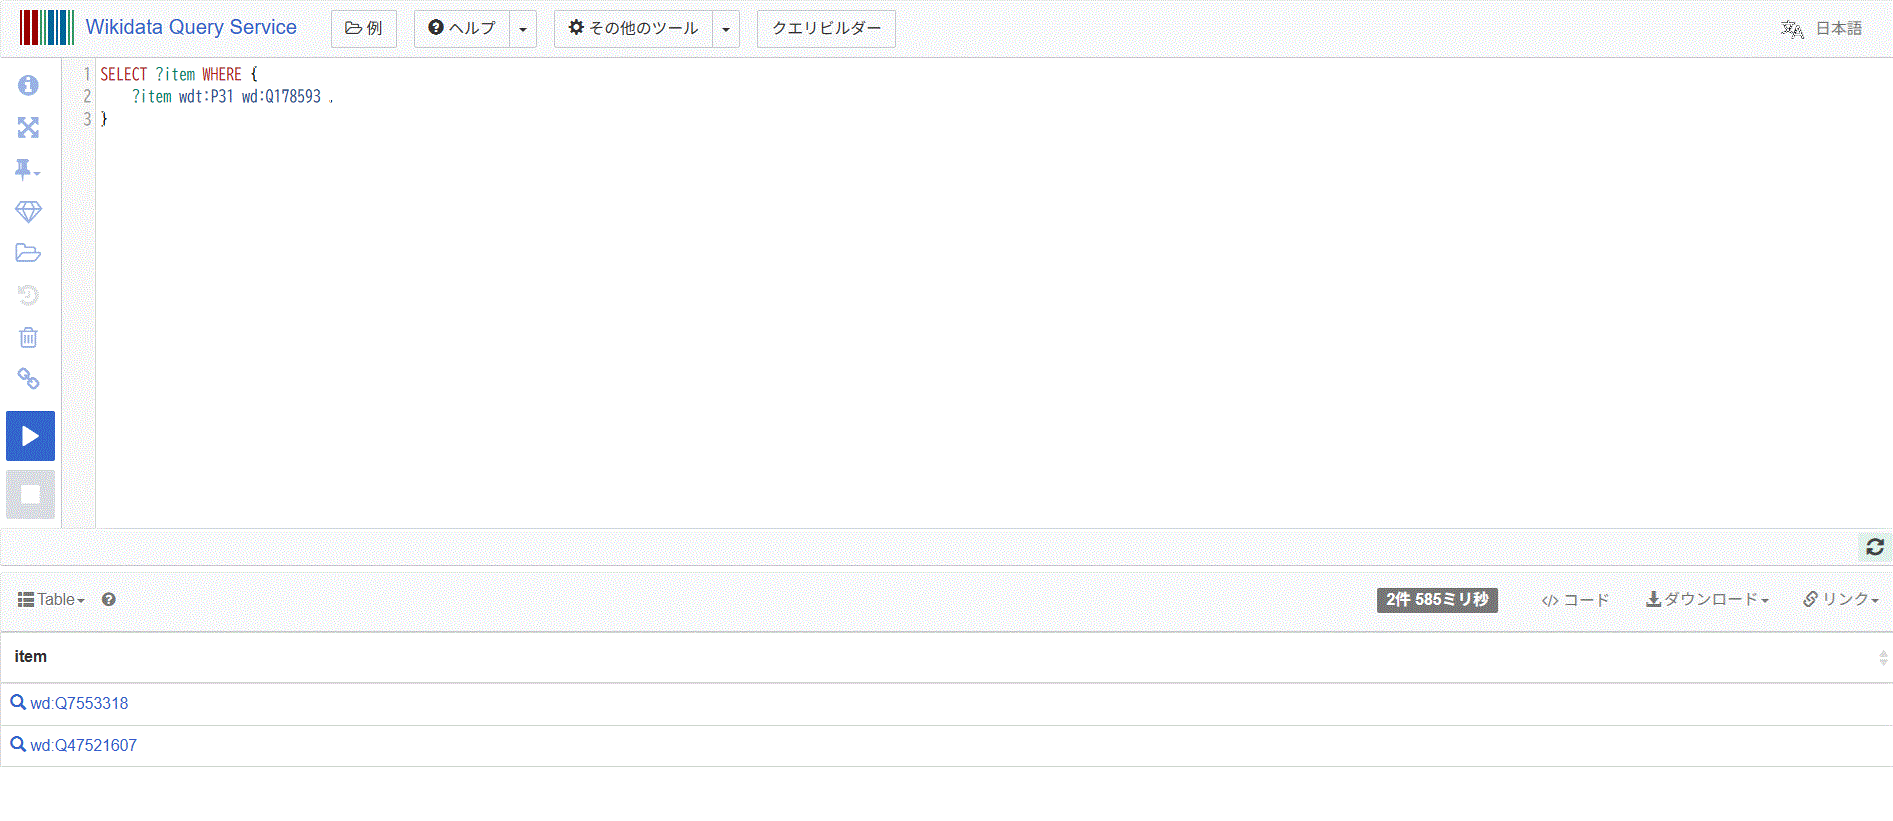 Wikidata Query Service 例 ヘルプ その他のツール クエリビルダー 日本語
1 SELECT ?item WHERE {
2 ?item wdt:P31 wd:Q178593 .
3 }
Table 2件 585ミリ秒 </> コード ダウンロード リンク
item
wd:Q7553318
wd:Q47521607